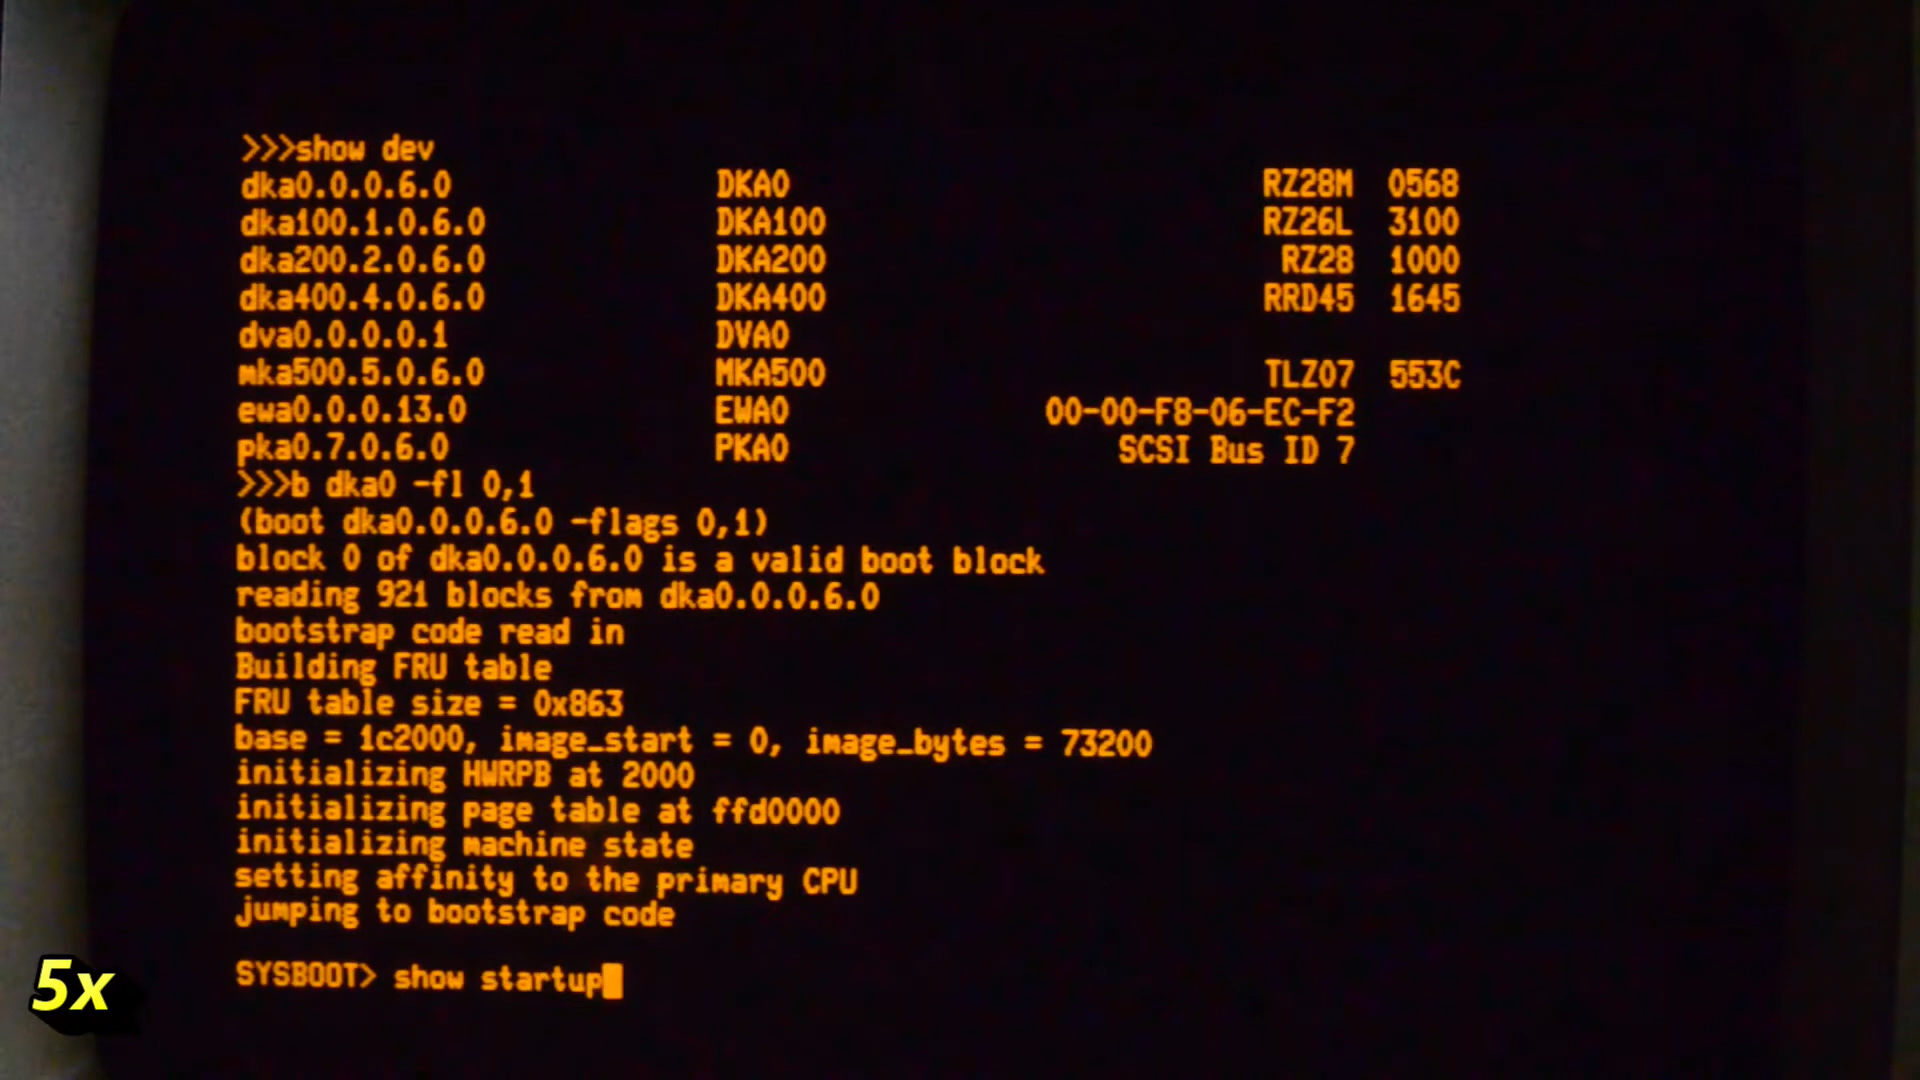 >>>show dev
dka0.0.0.6.0 DKA0 RZ28M 0568
dka100.1.0.6.0 DKA100 RZ26L 3100
dka200.2.0.6.0 DKA200 RZ28 1000
dka400.4.0.6.0 DKA400 RRD45 1645
dva0.0.0.0.1 DVA0
mka500.5.0.6.0 MKA500 TLZ07 553C
ewa0.0.0.13.0 EWA0 00-00-F8-06-EC-F2
pka0.7.0.6.0 PKA0 SCSI Bus ID 7
>>>b dka0 -fl 0,1
(boot dka0.0.0.6.0 -flags 0,1)
block 0 of dka0.0.0.6.0 is a valid boot block
reading 921 blocks from dka0.0.0.6.0
bootstrap code read in
Building FRU table
FRU table size = 0x863
base = 1c2000, image_start = 0, image_bytes = 73200
initializing HWRPB at 2000
initializing page table at ffd0000
initializing machine state
setting affinity to the primary CPU
jumping to bootstrap code
SYSBOOT> show startup
5x